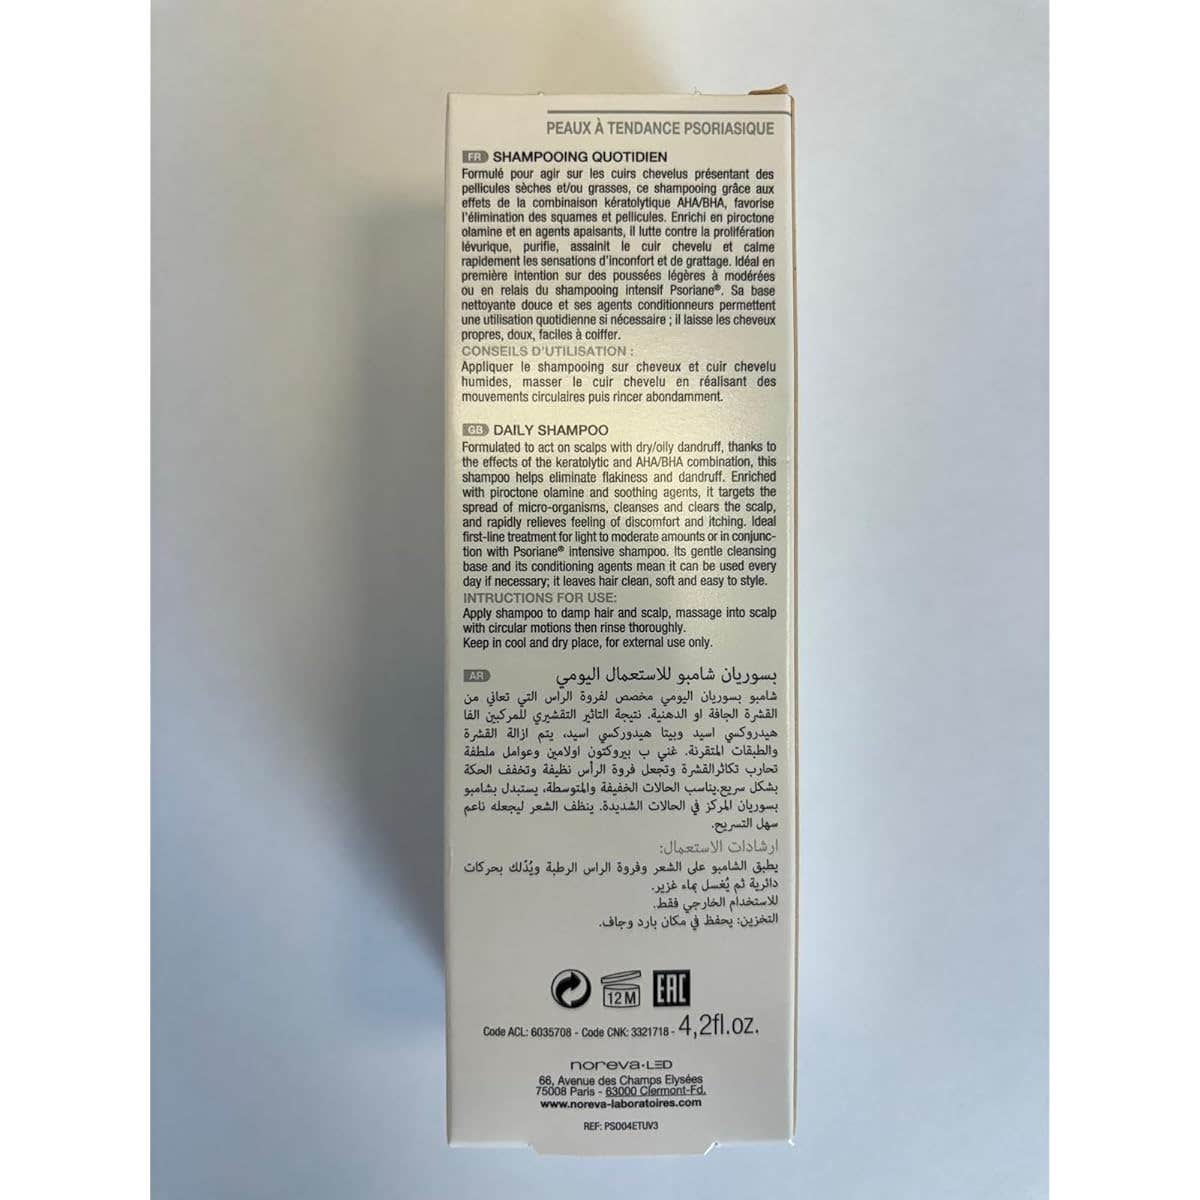 PEAUX À TENDANCE PSORIASIQUE
FR SHAMPOOING QUOTIDIEN
Formulé pour agir sur les cuirs chevelus présentant des
pellicules sèches et/ou grasses, ce shampooing grâce aux
effets de la combinaison kératolytique AHA/BHA, favorise
l'élimination des squames et pellicules. Enrichi en piroctone
olamine et en agents apaisants, il lutte contre la prolifération
lévurique, purifie, assainit le cuir chevelu et calme
rapidement les sensations d'inconfort et de grattage. Idéal en
première intention sur des poussées légères à modérées
ou en relais du shampooing intensif Psoriane®. Sa base
nettoyante douce et ses agents conditionneurs permettent
une utilisation quotidienne si nécessaire ; il laisse les cheveux
propres, doux, faciles à coiffer.
CONSEILS D'UTILISATION :
Appliquer le shampooing sur cheveux et cuir chevelu
humides, masser le cuir chevelu en réalisant des
mouvements circulaires puis rincer abondamment.
GB DAILY SHAMPOO
Formulated to act on scalps with dry/oily dandruff, thanks to
the effects of the keratolytic and AHA/BHA combination, this
shampoo helps eliminate flakiness and dandruff. Enriched
with piroctone olamine and soothing agents, it targets the
spread of micro-organisms, cleanses and clears the scalp,
and rapidly relieves feeling of discomfort and itching. Ideal
first-line treatment for light to moderate amounts or in conjunc-
tion with Psoriane® intensive shampoo. Its gentle cleansing
base and its conditioning agents mean it can be used every
day if necessary; it leaves hair clean, soft and easy to style.
INTRUCTIONS FOR USE:
Apply shampoo to damp hair and scalp, massage into scalp
with circular motions then rinse thoroughly.
Keep in cool and dry place, for external use only.
AR بسوريان شامبو للاستعمال اليومي
شامبو بسوريان اليومي مخصص لفروة الراس التي تعاني من
القشرة الجافة او الدهنية. نتيجة التاثير التقشيري للمركبين الفا
هيدروكسي اسيد وبيتا هيدوركسي اسيد، يتم ازالة القشرة
والطبقات المتقرنة. غني ب بيروكتون اولامين وعوامل ملطفة
تحارب تكاثرالقشرة وتجعل فروة الرأس نظيفة وتخفف الحكة
بشكل سريع.يناسب الحالات الخفيفة والمتوسطة، يستبدل بشامبو
بسوريان المركز في الحالات الشديدة. ينظف الشعر ليجعله ناعم
سهل التسريح.
ارشادات الاستعمال:
يطبق الشامبو على الشعر وفروة الراس الرطبة ويُدّلك بحركات
دائرية ثم يُغسل بماء غزير.
للاستخدام الخارجي فقط.
التخزين: يحفظ في مكان بارد وجاف.
12 M EAC
Code ACL: 6035708 - Code CNK: 3321718 - 4,2fl.oz.
noreva·LED
66, Avenue des Champs Elysées
75008 Paris - 63000 Clermont-Fd.
www.noreva-laboratoires.com
REF: PS004ETUV3